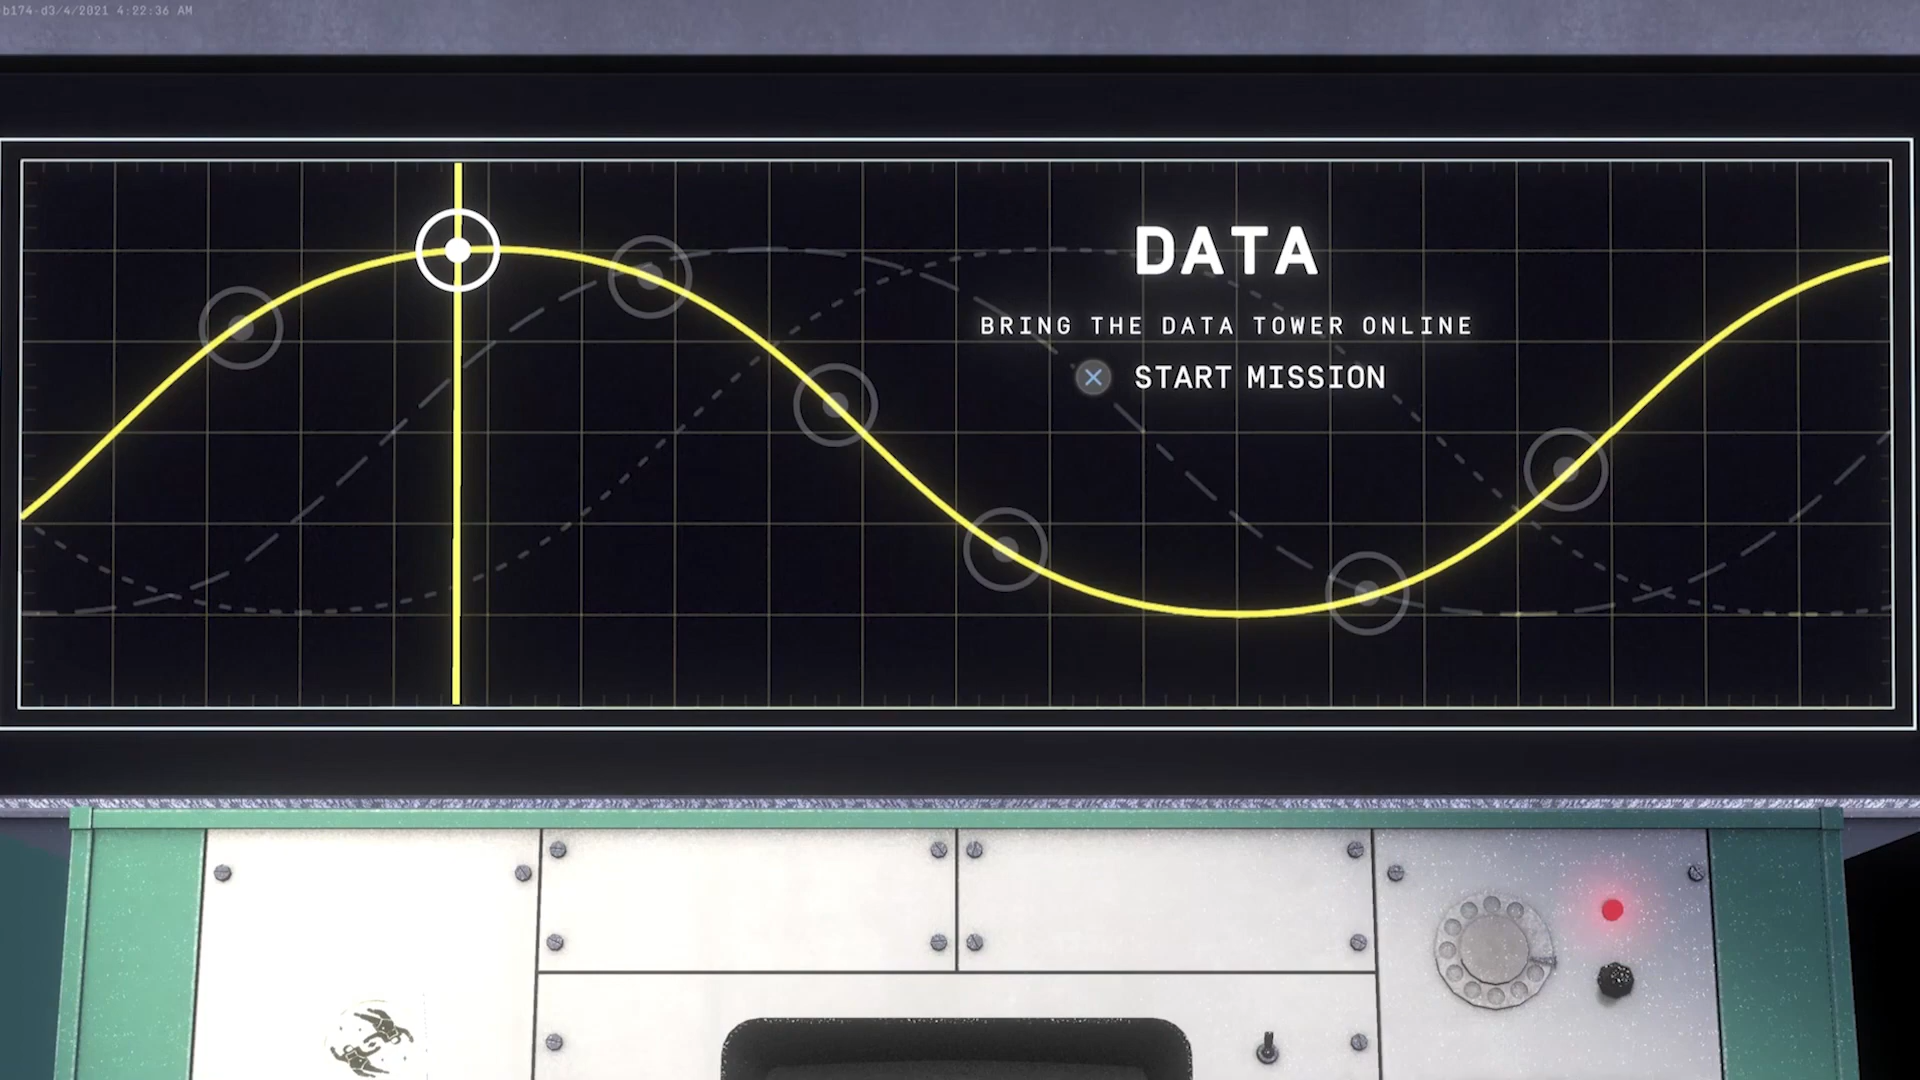 b174-d3/4/2021 4:22:36 AM
DATA
BRING THE DATA TOWER ONLINE
START MISSION